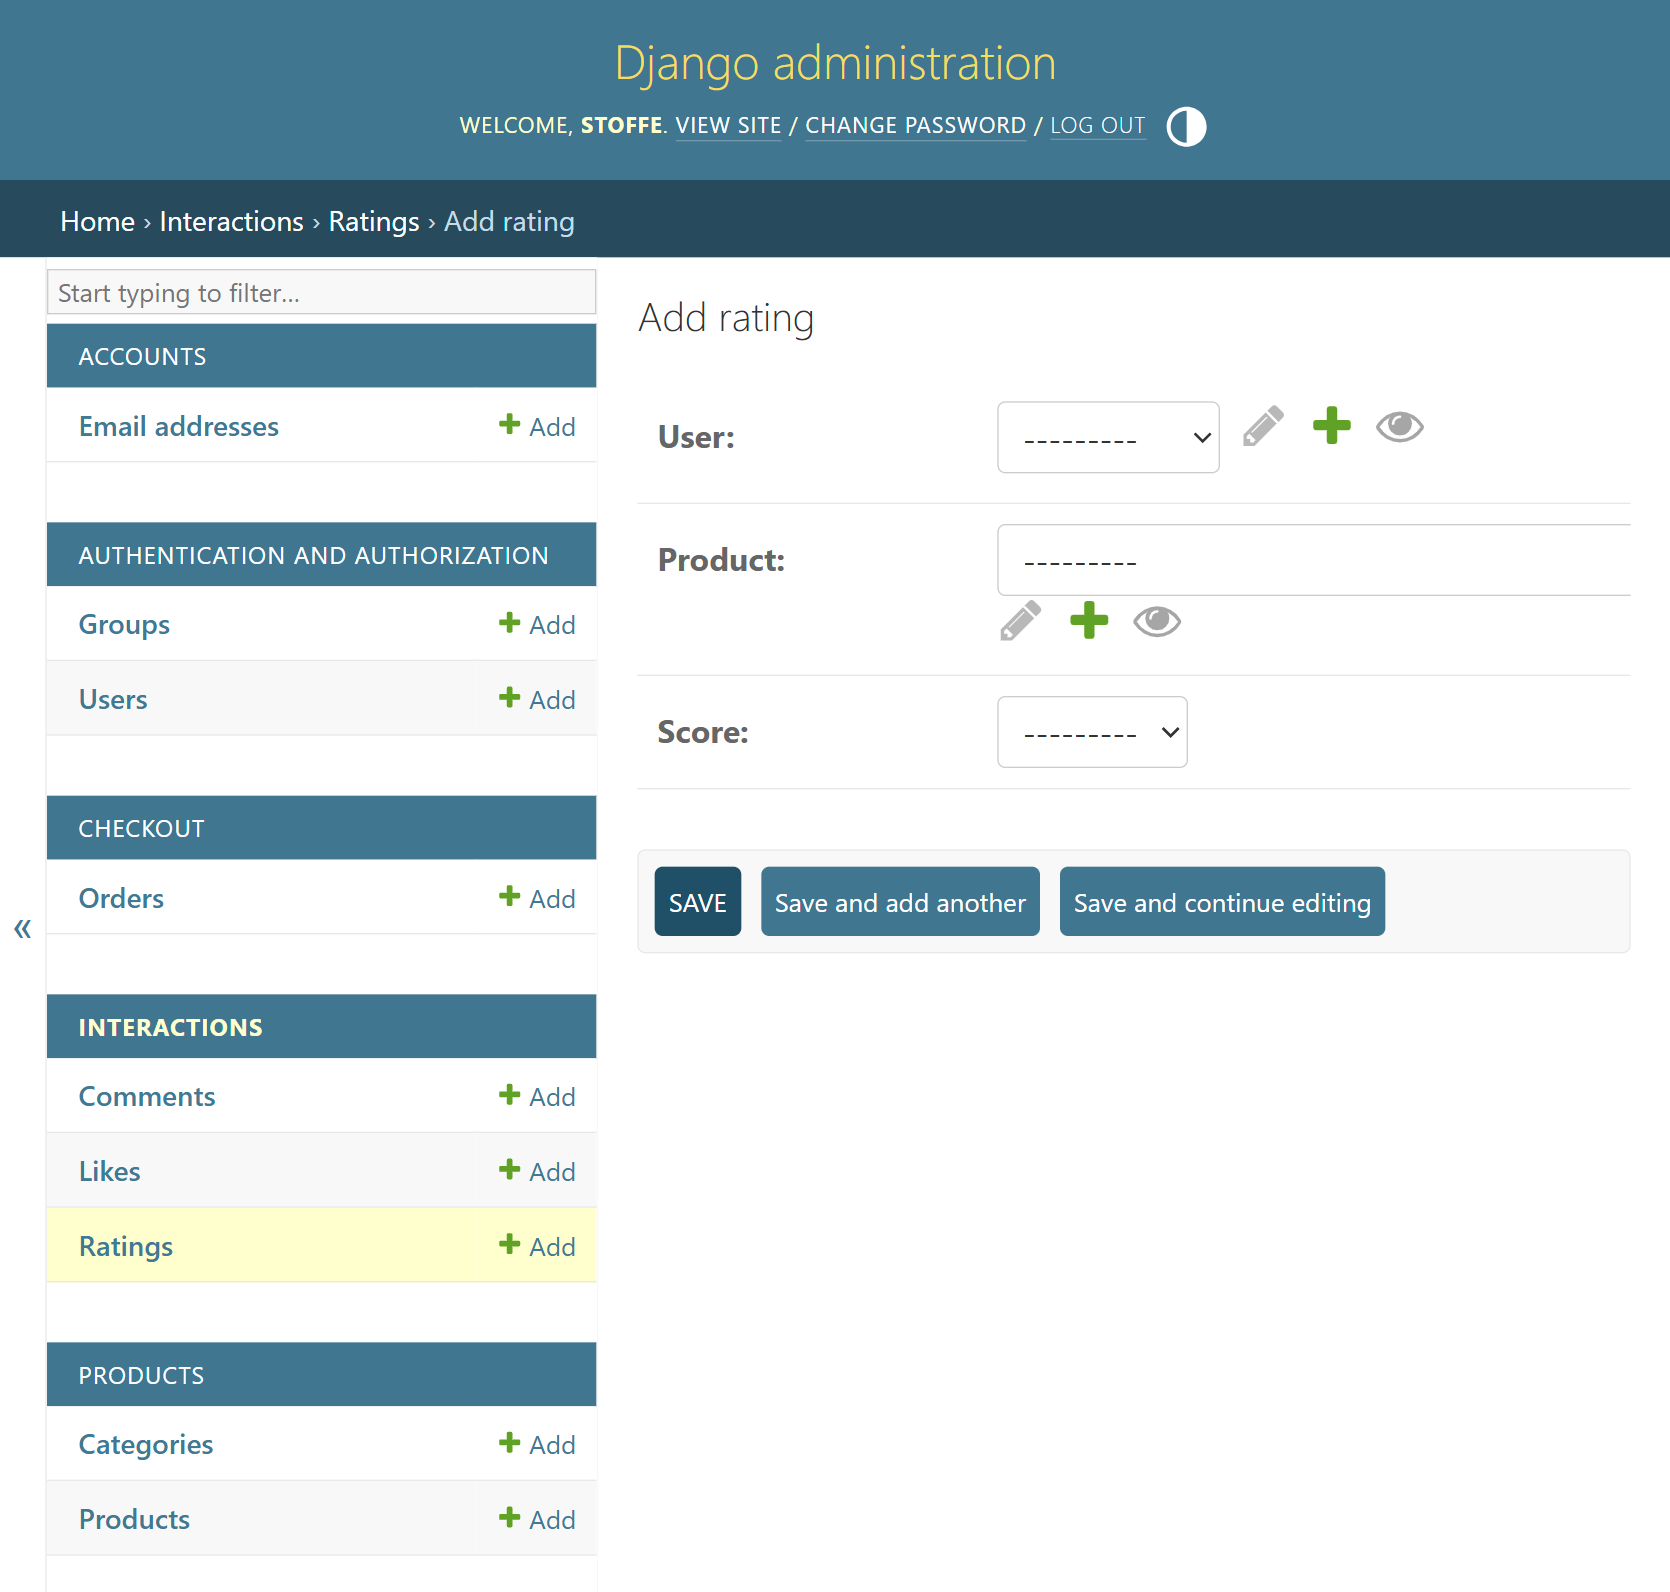 Django administration
WELCOME, STOFFE. VIEW SITE / CHANGE PASSWORD / LOG OUT
Home › Interactions › Ratings › Add rating
Start typing to filter...
ACCOUNTS
Email addresses Add
AUTHENTICATION AND AUTHORIZATION
Groups Add
Users Add
CHECKOUT
Orders Add
«
INTERACTIONS
Comments Add
Likes Add
Ratings Add
PRODUCTS
Categories Add
Products Add
Add rating
User: ---------
Product: ---------
Score: ---------
SAVE Save and add another Save and continue editing